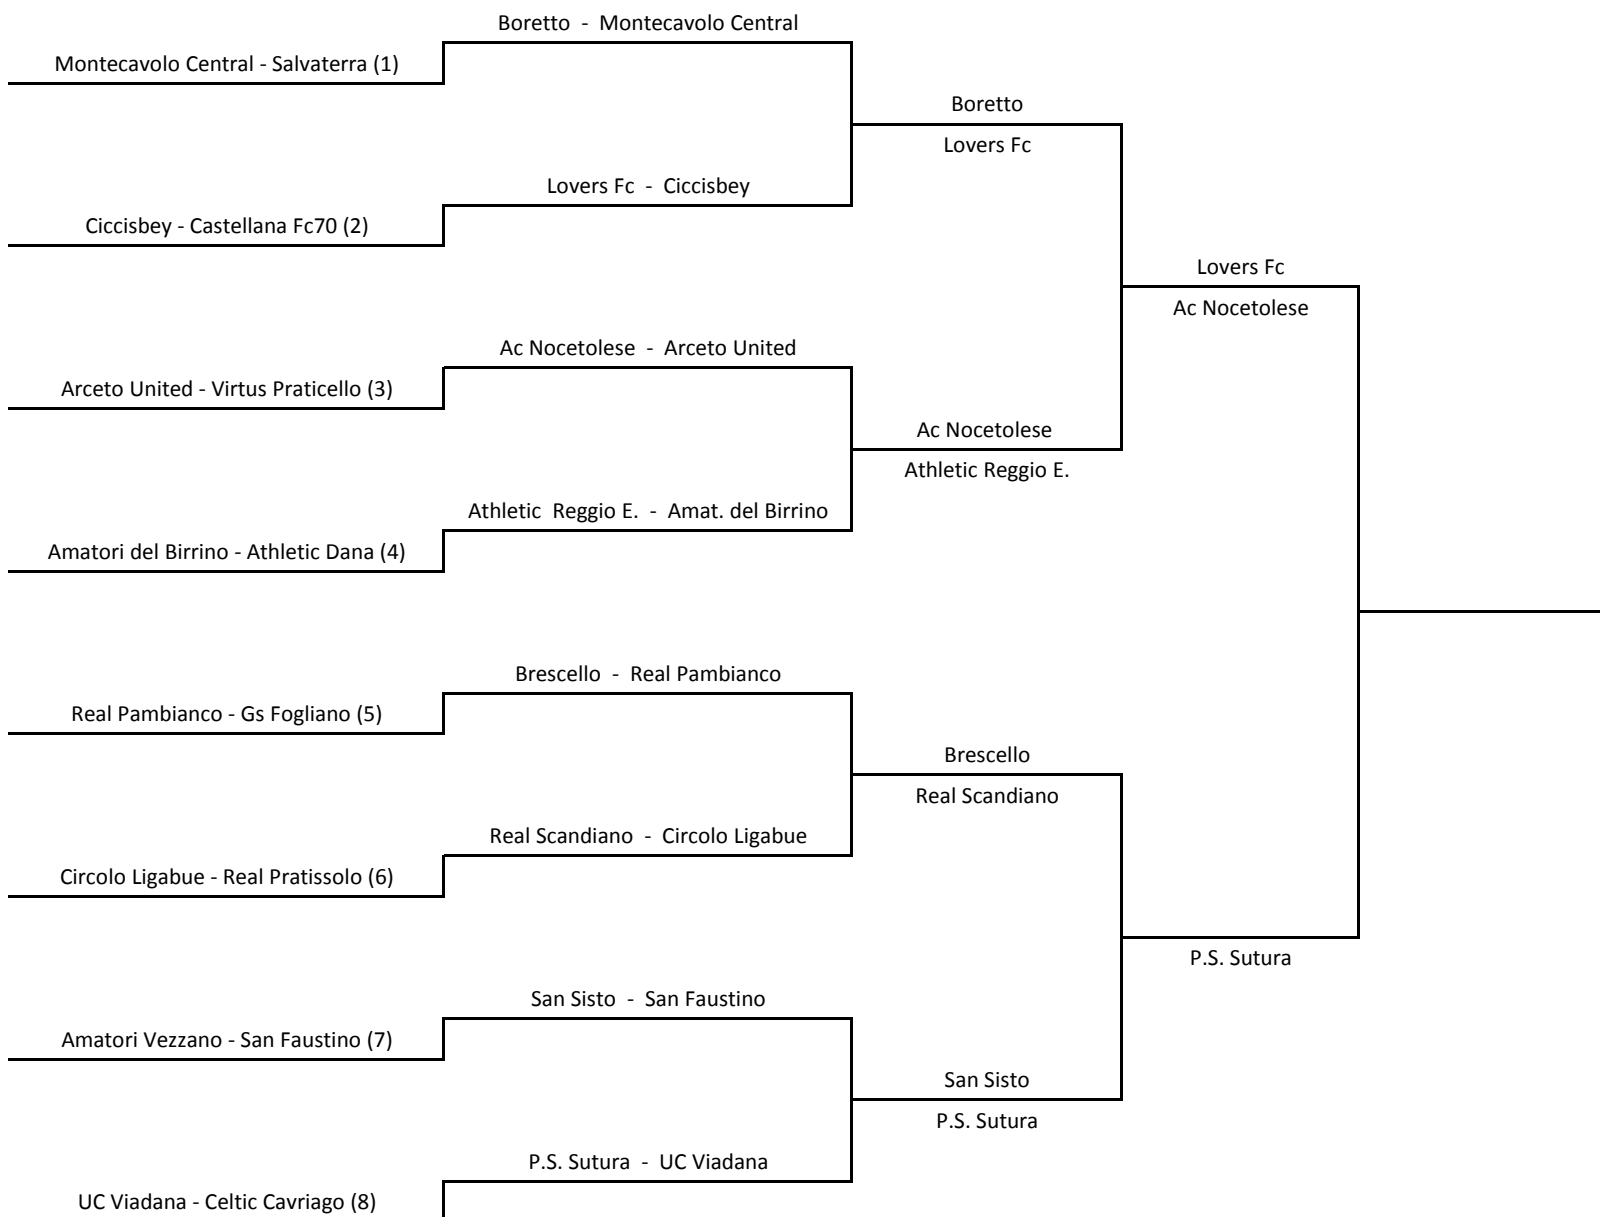 Boretto - Montecavolo Central
Montecavolo Central - Salvaterra (1)
Boretto
Lovers Fc
Lovers Fc - Ciccisbey
Ciccisbey - Castellana Fc70 (2)
Lovers Fc
Ac Nocetolese
Ac Nocetolese - Arceto United
Arceto United - Virtus Praticello (3)
Ac Nocetolese
Athletic Reggio E.
Athletic Reggio E. - Amat. del Birrino
Amatori del Birrino - Athletic Dana (4)
Brescello - Real Pambianco
Real Pambianco - Gs Fogliano (5)
Brescello
Real Scandiano
Real Scandiano - Circolo Ligabue
Circolo Ligabue - Real Pratissolo (6)
P.S. Sutura
San Sisto - San Faustino
Amatori Vezzano - San Faustino (7)
San Sisto
P.S. Sutura
P.S. Sutura - UC Viadana
UC Viadana - Celtic Cavriago (8)